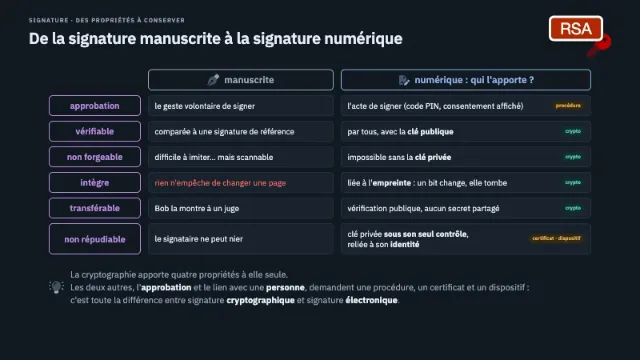 SIGNATURE · DES PROPRIÉTÉS À CONSERVER
De la signature manuscrite à la signature numérique
RSA
manuscrite
numérique : qui l'apporte ?
approbation
le geste volontaire de signer
l'acte de signer (code PIN, consentement affiché)
procédure
vérifiable
comparée à une signature de référence
par tous, avec la clé publique
crypto
non forgeable
difficile à imiter... mais scannable
impossible sans la clé privée
crypto
intègre
rien n'empêche de changer une page
liée à l'empreinte : un bit change, elle tombe
crypto
transférable
Bob la montre à un juge
vérification publique, aucun secret partagé
crypto
non répudiable
le signataire ne peut nier
clé privée sous son seul contrôle,
reliée à son identité
certificat · dispositif
La cryptographie apporte quatre propriétés à elle seule.
Les deux autres, l'approbation et le lien avec une personne, demandent une procédure, un certificat et un dispositif :
c'est toute la différence entre signature cryptographique et signature électronique.